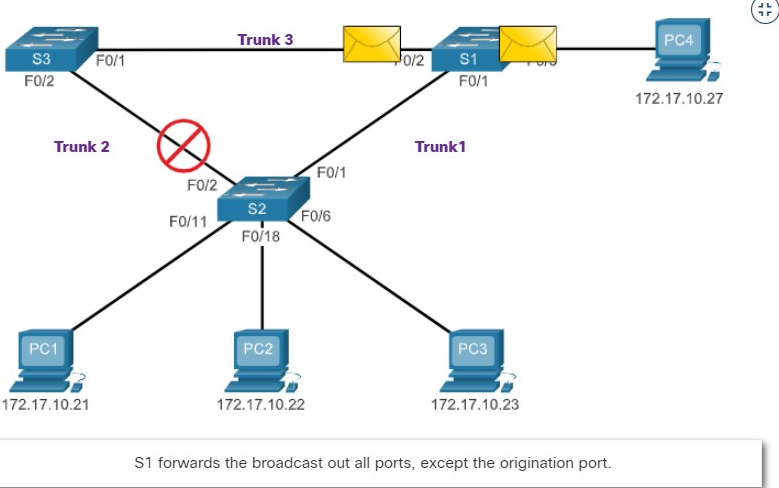 Trunk 3
PC4
S3
F0/1
F0/2
S1
F0/2
F0/1
172.17.10.27
Trunk 2
Trunk1
F0/1
F0/2
S2
F0/11
F0/6
F0/18
PC1
PC2
PC3
172.17.10.21
172.17.10.22
172.17.10.23
S1 forwards the broadcast out all ports, except the origination port.